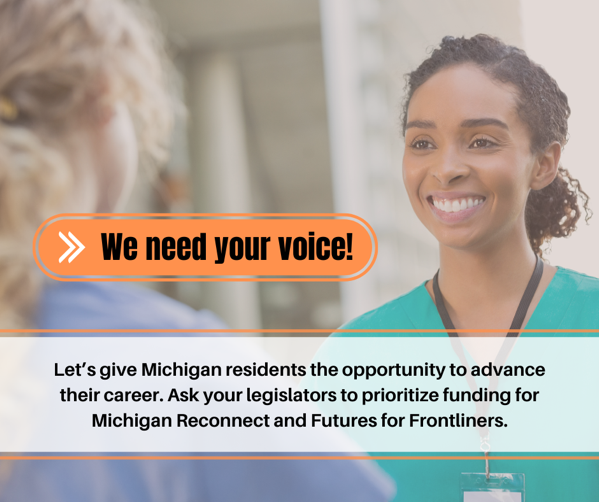 We need your voice!
Let’s give Michigan residents the opportunity to advance
their career. Ask your legislators to prioritize funding for
Michigan Reconnect and Futures for Frontliners.